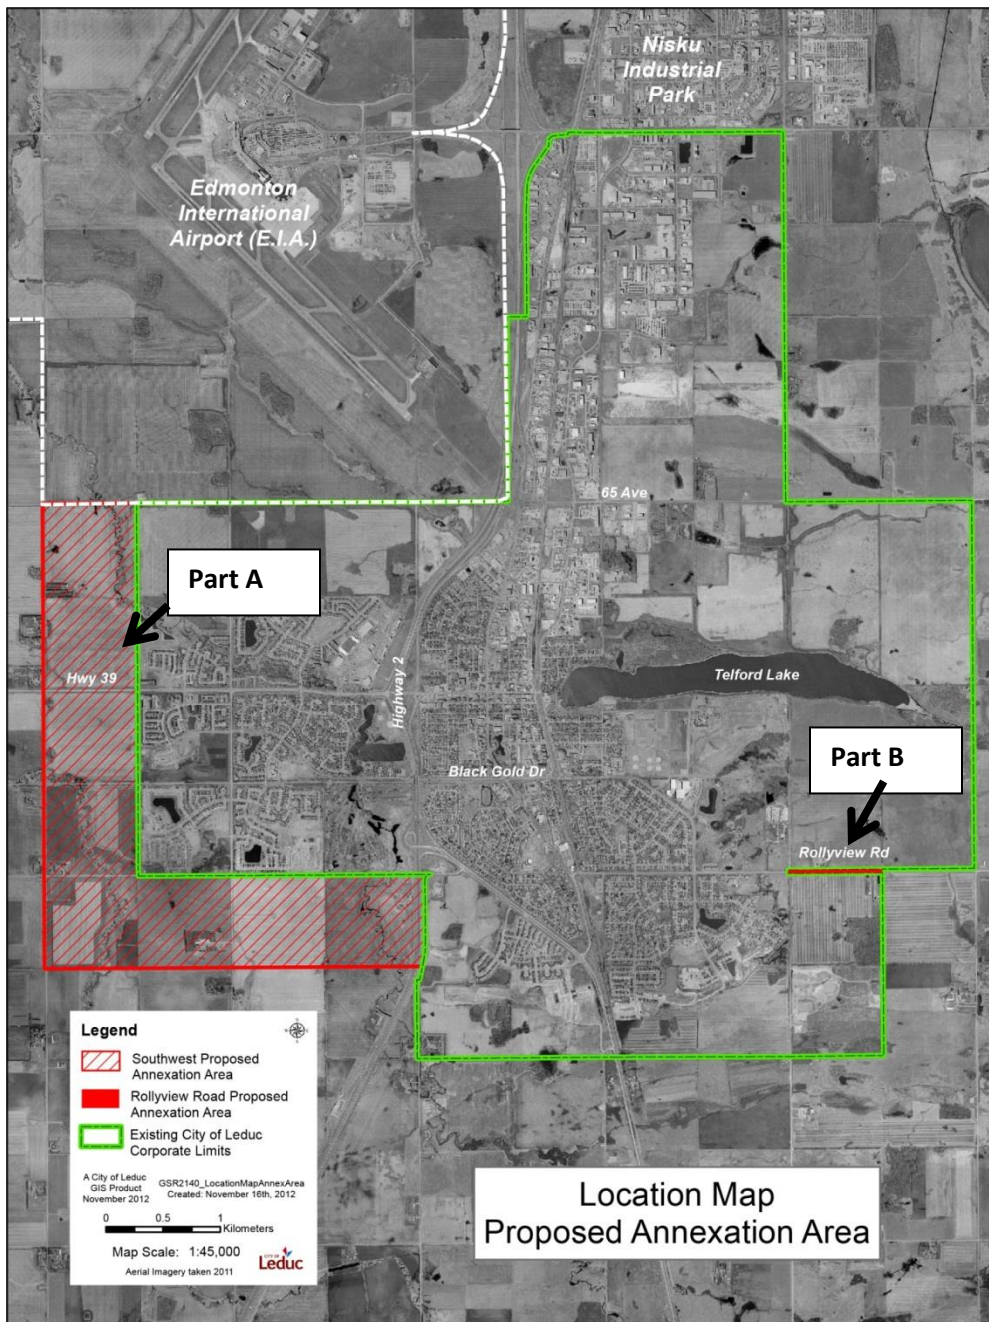 Nisku
Industrial
Park
Edmonton
International
Airport (E.I.A.)
65 Ave
Part A
Hwy 39
Highway 2
Telford Lake
Black Gold Dr
Part B
Rollyview Rd
Legend
Southwest Proposed
Annexation Area
Rollyview Road Proposed
Annexation Area
Existing City of Leduc
Corporate Limits
A City of Leduc
GIS Product
November 2012
GSR2140_LocationMapAnnexArea
Created: November 16th, 2012
0 0.5 1
Kilometers
Map Scale: 1:45,000
Aerial Imagery taken 2011
CITY OF
Leduc
Location Map
Proposed Annexation Area